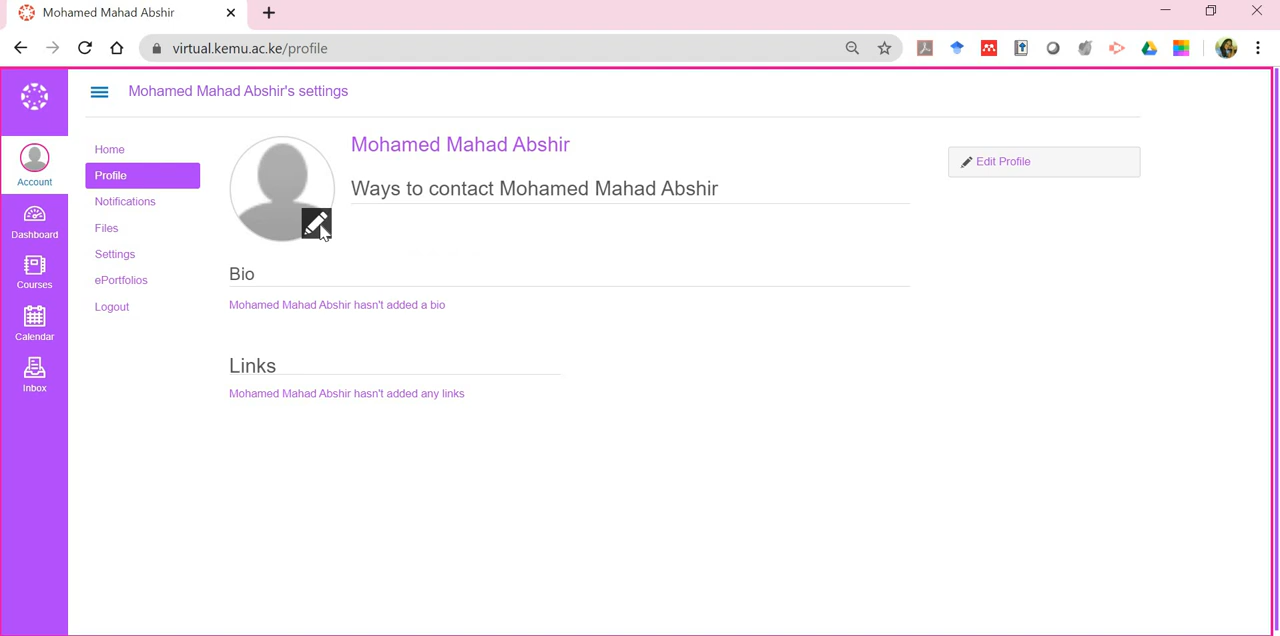 Mohamed Mahad Abshir
virtual.kemu.ac.ke/profile
Mohamed Mahad Abshir's settings
Account
Dashboard
Courses
Calendar
Inbox
Home
Profile
Notifications
Files
Settings
ePortfolios
Logout
Mohamed Mahad Abshir
Ways to contact Mohamed Mahad Abshir
Edit Profile
Bio
Mohamed Mahad Abshir hasn't added a bio
Links
Mohamed Mahad Abshir hasn't added any links